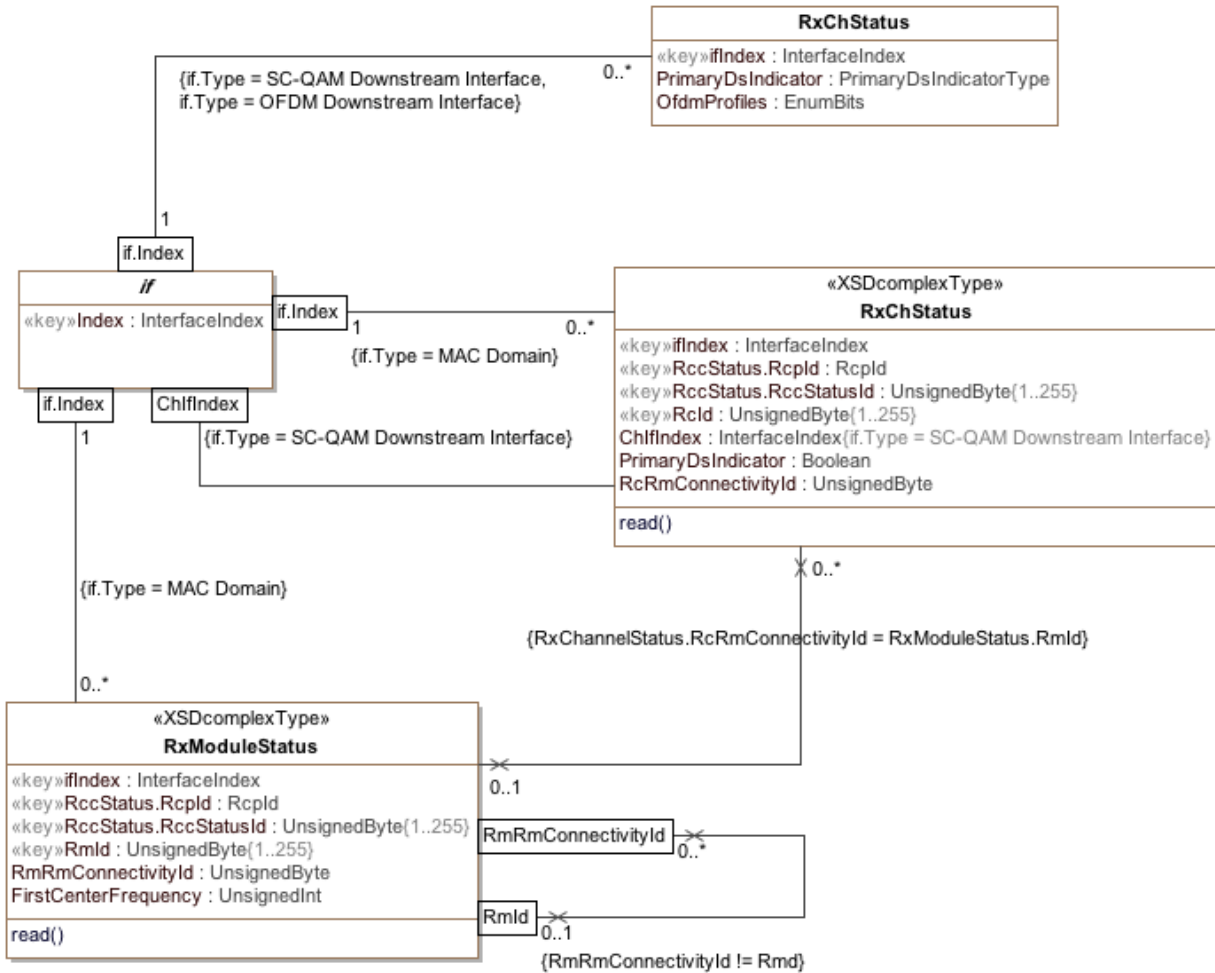 RxChStatus
«key»ifIndex : InterfaceIndex
PrimaryDsIndicator : PrimaryDsIndicatorType
OfdmProfiles : EnumBits
{if.Type = SC-QAM Downstream Interface,
if.Type = OFDM Downstream Interface}
0..*
1
if.Index
if
«key»Index : InterfaceIndex
if.Index
1
0..*
{if.Type = MAC Domain}
«XSDcomplexType»
RxChStatus
«key»ifIndex : InterfaceIndex
«key»RccStatus.RcpId : RcpId
«key»RccStatus.RccStatusId : UnsignedByte{1..255}
«key»RcId : UnsignedByte{1..255}
ChIfIndex : InterfaceIndex{if.Type = SC-QAM Downstream Interface}
PrimaryDsIndicator : Boolean
RcRmConnectivityId : UnsignedByte
read()
if.Index
ChIfIndex
1
{if.Type = SC-QAM Downstream Interface}
0..*
{if.Type = MAC Domain}
{RxChannelStatus.RcRmConnectivityId = RxModuleStatus.RmId}
0..*
«XSDcomplexType»
RxModuleStatus
«key»ifIndex : InterfaceIndex
«key»RccStatus.RcpId : RcpId
«key»RccStatus.RccStatusId : UnsignedByte{1..255}
«key»RmId : UnsignedByte{1..255}
RmRmConnectivityId : UnsignedByte
FirstCenterFrequency : UnsignedInt
read()
0..1
RmRmConnectivityId
0..*
RmId
0..1
{RmRmConnectivityId != Rmd}